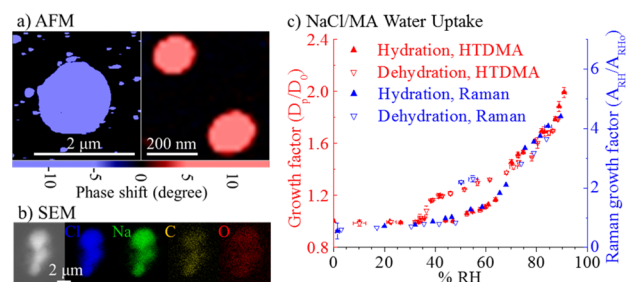 a) AFM
2 μm
200 nm
-10 -5 0 5 10
Phase shift (degree)
b) SEM
Cl Na C O
2 μm
c) NaCl/MA Water Uptake
Growth factor (Dp/D0)
2.4
2.0
1.6
1.2
0.8
Hydration, HTDMA
Dehydration, HTDMA
Hydration, Raman
Dehydration, Raman
6
4
2
0
Raman growth factor (ARH/ARHo)
0 20 40 60 80 100
% RH